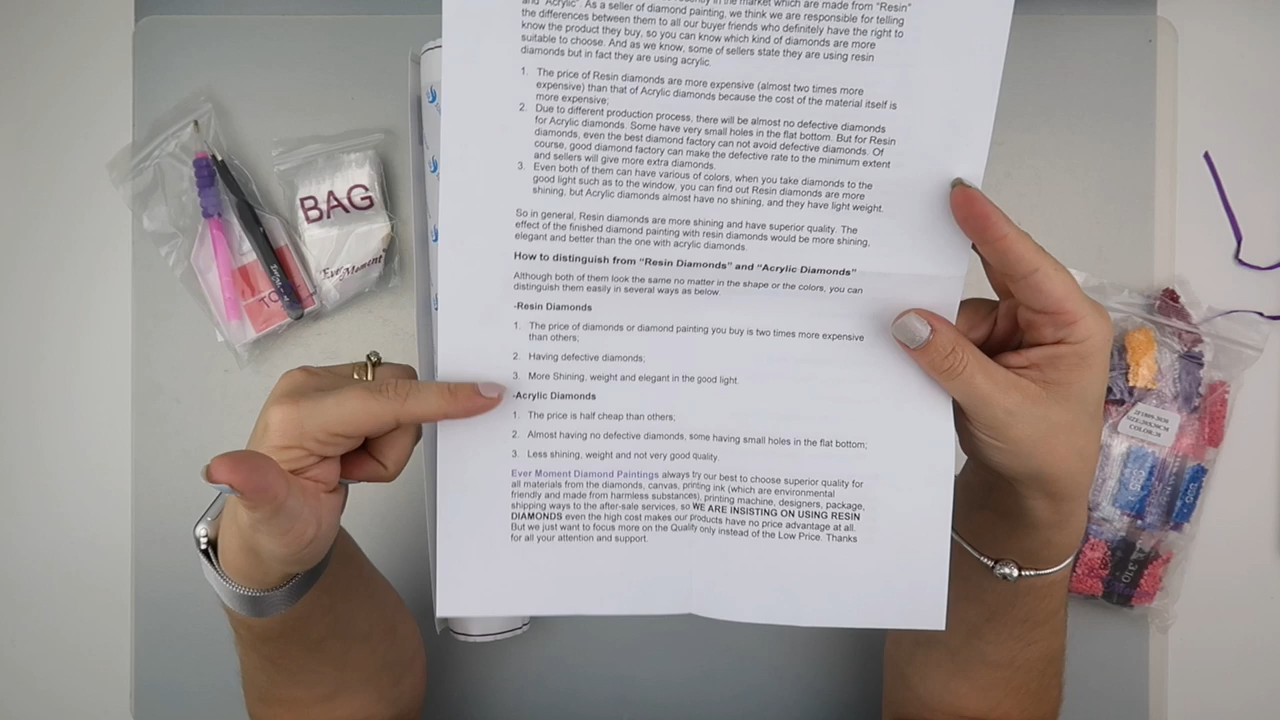 recently in the market which are made from "Resin"
and "Acrylic". As a seller of diamond painting, we think we are responsible for telling
the differences between them to all our buyer friends who definitely have the right to
know the product they buy, so you can know which kind of diamonds are more
suitable to choose. And as we know, some of sellers state they are using resin
diamonds but in fact they are using acrylic.
1. The price of Resin diamonds are more expensive (almost two times more
expensive) than that of Acrylic diamonds because the cost of the material itself is
more expensive;
2. Due to different production process, there will be almost no defective diamonds
for Acrylic diamonds. Some have very small holes in the flat bottom. But for Resin
diamonds, even the best diamond factory can not avoid defective diamonds. Of
course, good diamond factory can make the defective rate to the minimum extent
and sellers will give more extra diamonds.
3. Even both of them can have various of colors, when you take diamonds to the
good light such as to the window, you can find out Resin diamonds are more
shining, but Acrylic diamonds almost have no shining, and they have light weight.
So in general, Resin diamonds are more shining and have superior quality. The
effect of the finished diamond painting with resin diamonds would be more shining,
elegant and better than the one with acrylic diamonds.
How to distinguish from "Resin Diamonds" and "Acrylic Diamonds"
Although both of them look the same no matter in the shape or the colors, you can
distinguish them easily in several ways as below.
-Resin Diamonds
1. The price of diamonds or diamond painting you buy is two times more expensive
than others;
2. Having defective diamonds;
3. More Shining, weight and elegant in the good light.
-Acrylic Diamonds
1. The price is half cheap than others;
2. Almost having no defective diamonds, some having small holes in the flat bottom;
3. Less shining, weight and not very good quality.
Ever Moment Diamond Paintings always try our best to choose superior quality for
all materials from the diamonds, canvas, printing ink (which are environmental
friendly and made from harmless substances), printing machine, designers, package,
shipping ways to the after-sale services, so WE ARE INSISTING ON USING RESIN
DIAMONDS even the high cost makes our products have no price advantage at all.
But we just want to focus more on the Quality only instead of the Low Price. Thanks
for all your attention and support.
BAG
Ever Moment
TO
COLOR:38
310